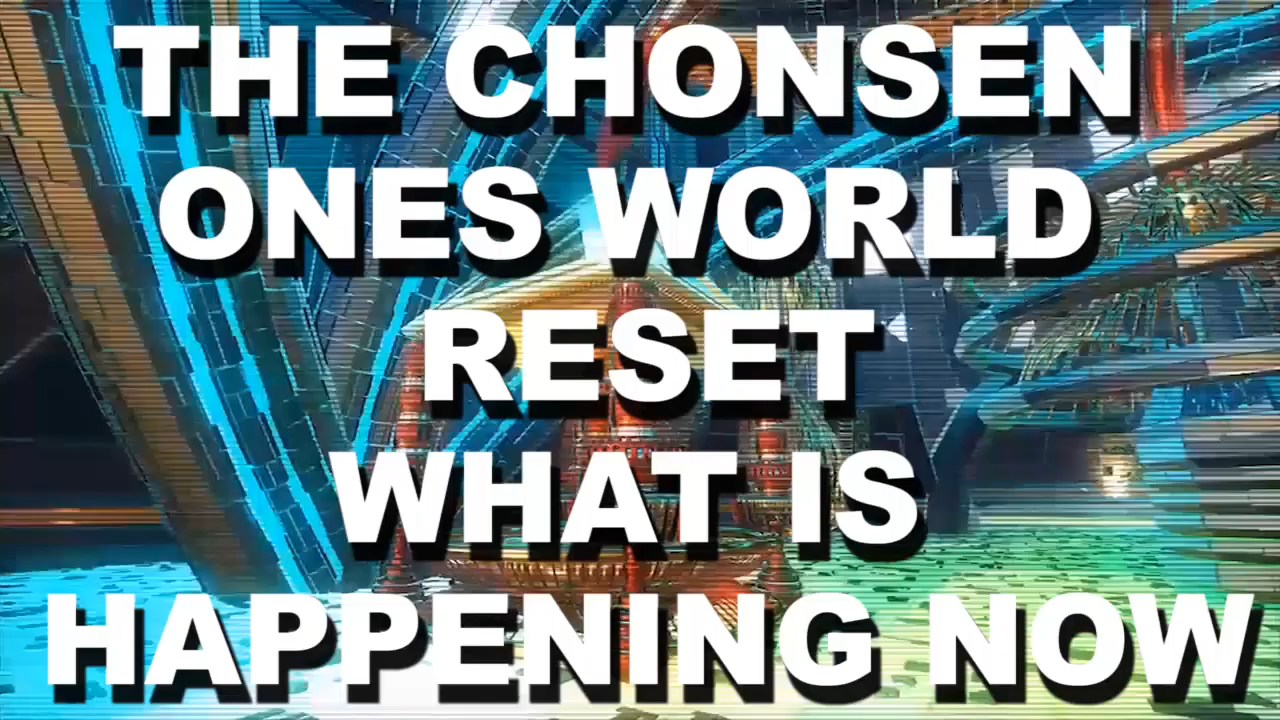 THE CHONSEN
ONES WORLD
RESET
WHAT IS
HAPPENING NOW